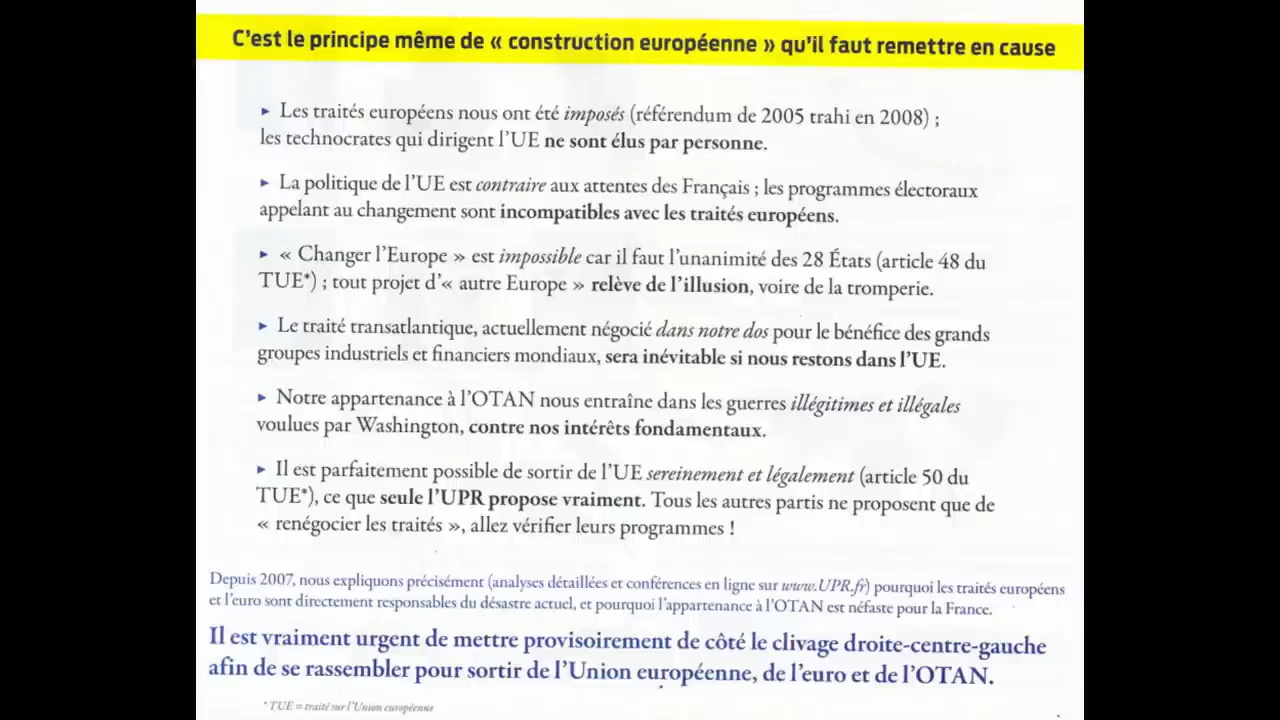 C'est le principe même de « construction européenne » qu'il faut remettre en cause
► Les traités européens nous ont été imposés (référendum de 2005 trahi en 2008) ;
les technocrates qui dirigent l'UE ne sont élus par personne.
► La politique de l'UE est contraire aux attentes des Français ; les programmes électoraux
appelant au changement sont incompatibles avec les traités européens.
► « Changer l'Europe » est impossible car il faut l'unanimité des 28 États (article 48 du
TUE*) ; tout projet d'« autre Europe » relève de l'illusion, voire de la tromperie.
► Le traité transatlantique, actuellement négocié dans notre dos pour le bénéfice des grands
groupes industriels et financiers mondiaux, sera inévitable si nous restons dans l'UE.
► Notre appartenance à l'OTAN nous entraîne dans les guerres illégitimes et illégales
voulues par Washington, contre nos intérêts fondamentaux.
► Il est parfaitement possible de sortir de l'UE sereinement et légalement (article 50 du
TUE*), ce que seule l'UPR propose vraiment. Tous les autres partis ne proposent que de
« renégocier les traités », allez vérifier leurs programmes !
Depuis 2007, nous expliquons précisément (analyses détaillées et conférences en ligne sur www.UPR.fr) pourquoi les traités européens
et l'euro sont directement responsables du désastre actuel, et pourquoi l'appartenance à l'OTAN est néfaste pour la France.
Il est vraiment urgent de mettre provisoirement de côté le clivage droite-centre-gauche
afin de se rassembler pour sortir de l'Union européenne, de l'euro et de l'OTAN.
* TUE = traité sur l'Union européenne